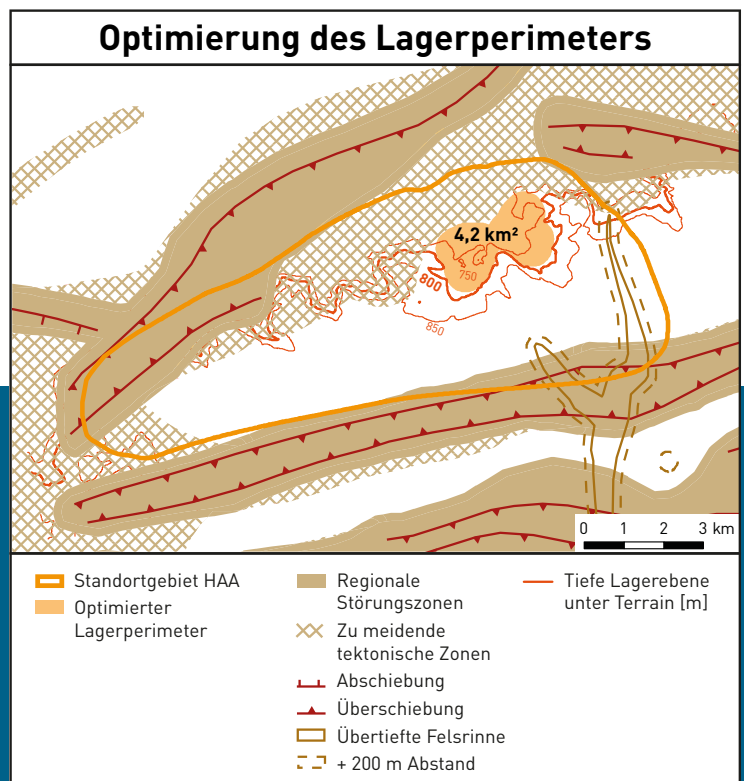 Optimierung des Lagerperimeters
4,2 km²
750
800
850
0 1 2 3 km
Standortgebiet HAA
Optimierter
Lagerperimeter
Regionale
Störungszonen
Zu meidende
tektonische Zonen
Abschiebung
Überschiebung
Übertiefte Felsrinne
+ 200 m Abstand
Tiefe Lagerebene
unter Terrain [m]